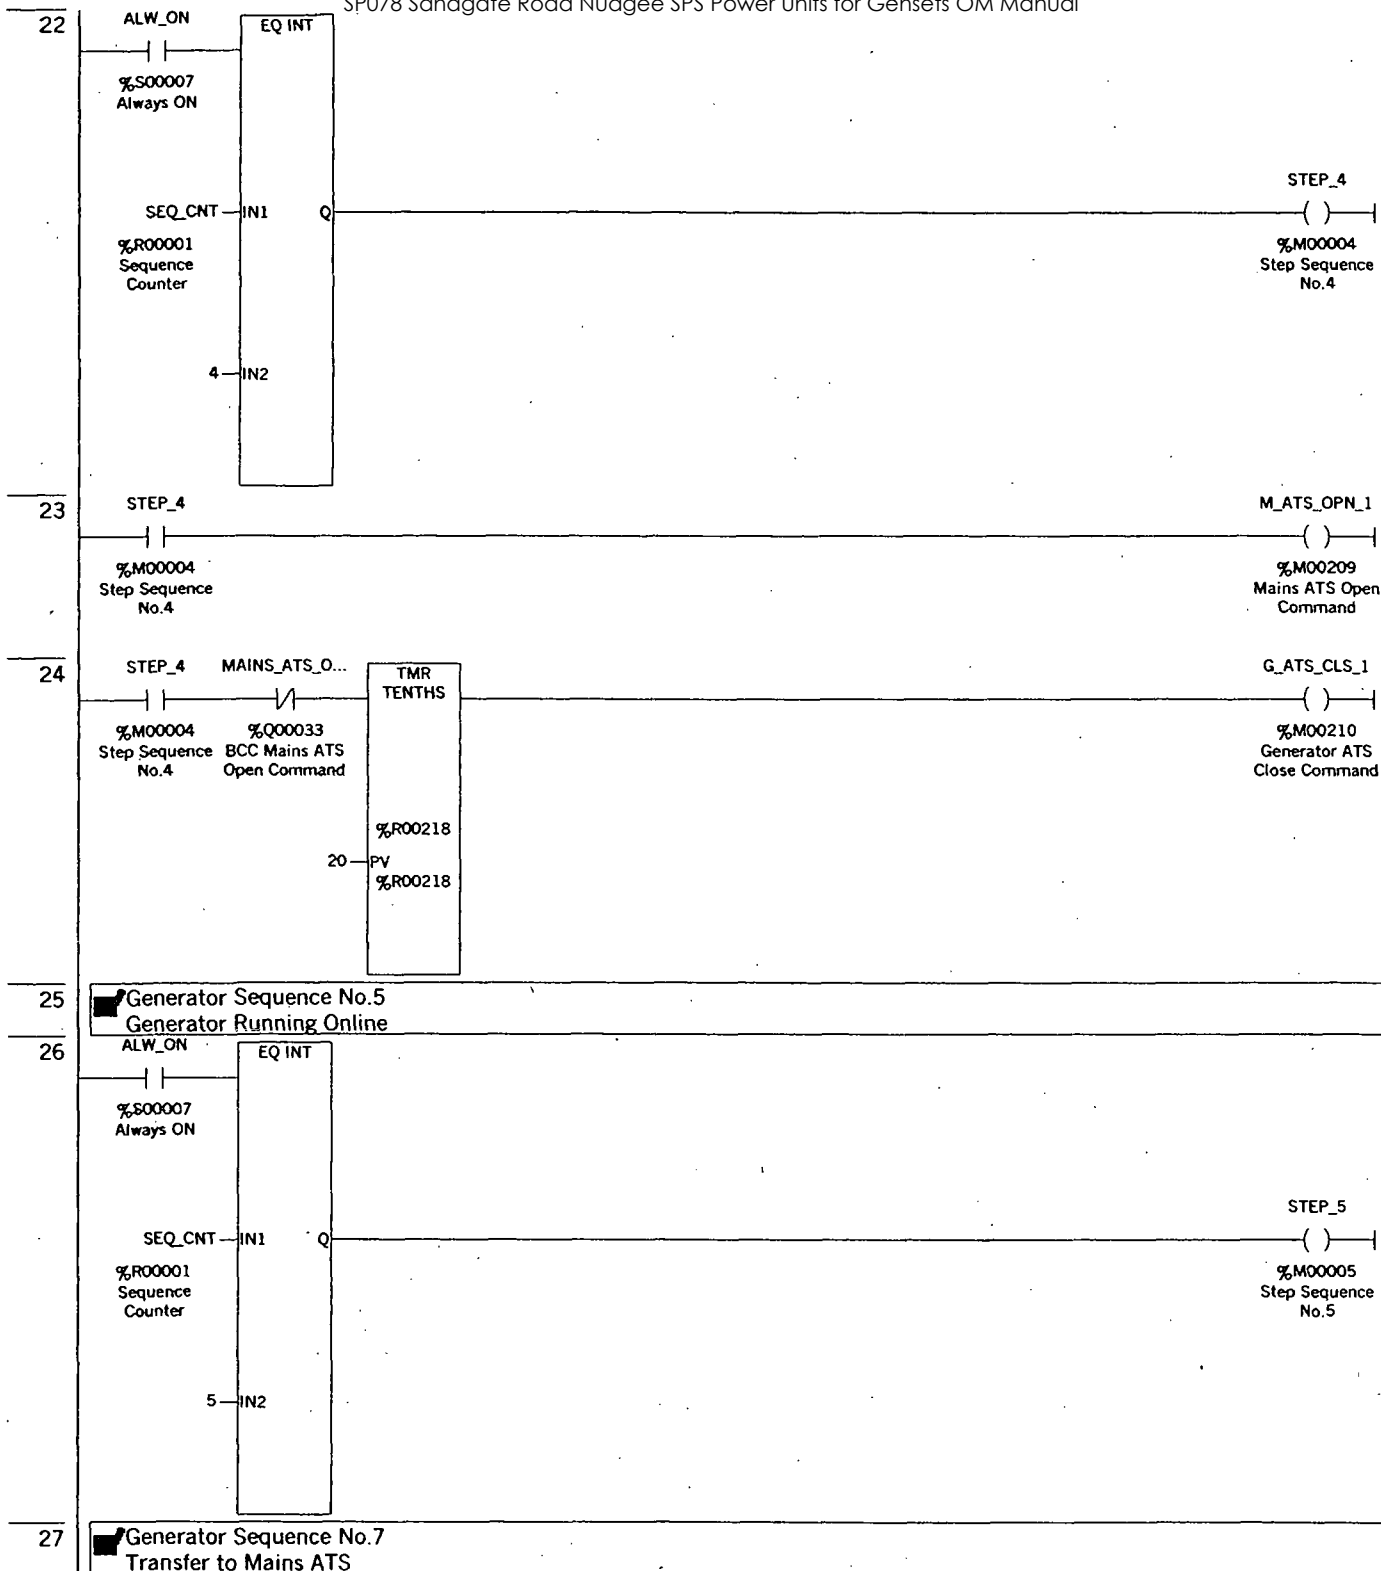 SP078 Sandgate Road Nudgee SPS Power Units for Gensets OM Manual
22
ALW_ON
EQ INT
%S00007
Always ON
STEP_4
SEQ_CNT
IN1
Q
%R00001
Sequence
Counter
%M00004
Step Sequence
No.4
4
IN2
23
STEP_4
M_ATS_OPN_1
%M00004
Step Sequence
No.4
%M00209
Mains ATS Open
Command
24
STEP_4
MAINS_ATS_O...
TMR
TENTHS
G_ATS_CLS_1
%M00004
Step Sequence
No.4
%Q00033
BCC Mains ATS
Open Command
%M00210
Generator ATS
Close Command
%R00218
20
PV
%R00218
25
Generator Sequence No.5
Generator Running Online
26
ALW_ON
EQ INT
%S00007
Always ON
STEP_5
SEQ_CNT
IN1
Q
%R00001
Sequence
Counter
%M00005
Step Sequence
No.5
5
IN2
27
Generator Sequence No.7
Transfer to Mains ATS